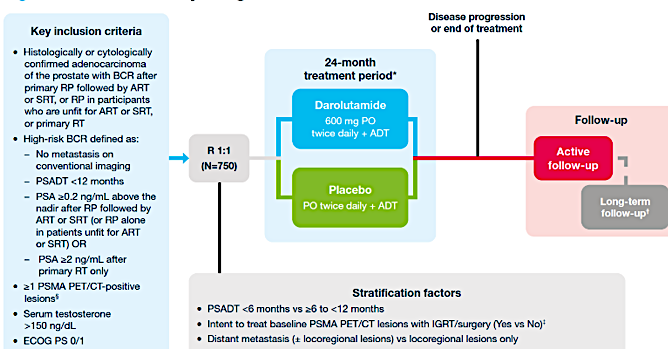 Disease progression
or end of treatment
Key inclusion criteria
• Histologically or cytologically
confirmed adenocarcinoma
of the prostate with BCR after
primary RP followed by ART
or SRT, or RP in participants
who are unfit for ART or SRT,
or primary RT
• High-risk BCR defined as:
– No metastasis on
conventional imaging
– PSADT <12 months
– PSA ≥0.2 ng/mL above the
nadir after RP followed by
ART or SRT (or RP alone
in patients unfit for ART
or SRT) OR
– PSA ≥2 ng/mL after
primary RT only
• ≥1 PSMA PET/CT-positive
lesions§
• Serum testosterone
>150 ng/dL
• ECOG PS 0/1
R 1:1
(N=750)
24-month
treatment period*
Darolutamide
600 mg PO
twice daily + ADT
Placebo
PO twice daily + ADT
Follow-up
Active
follow-up
Long-term
follow-up†
Stratification factors
• PSADT <6 months vs ≥6 to <12 months
• Intent to treat baseline PSMA PET/CT lesions with IGRT/surgery (Yes vs No)‡
• Distant metastasis (± locoregional lesions) vs locoregional lesions only